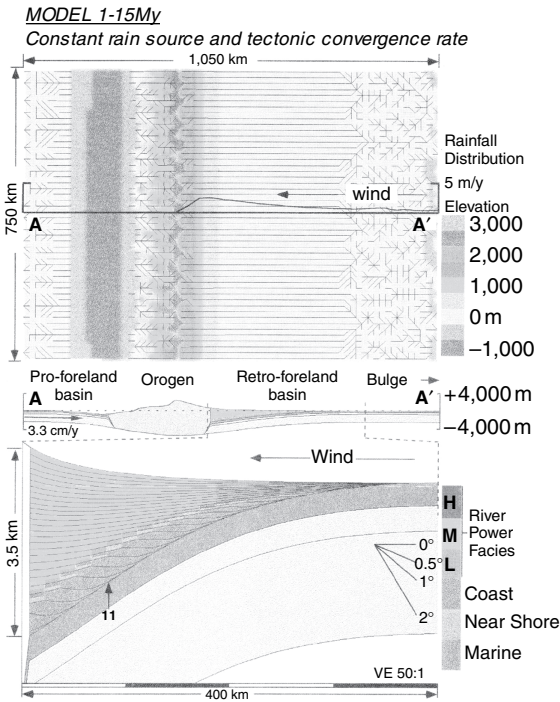 MODEL 1-15My
Constant rain source and tectonic convergence rate
1,050 km
750 km
wind
A
A′
Rainfall
Distribution
5 m/y
Elevation
3,000
2,000
1,000
0 m
–1,000
Pro-foreland
basin
Orogen
Retro-foreland
basin
Bulge
A
A′
+4,000 m
–4,000 m
3.3 cm/y
Wind
3.5 km
11
0°
0.5°
1°
2°
VE 50:1
400 km
H
M
L
River
Power
Facies
Coast
Near Shore
Marine